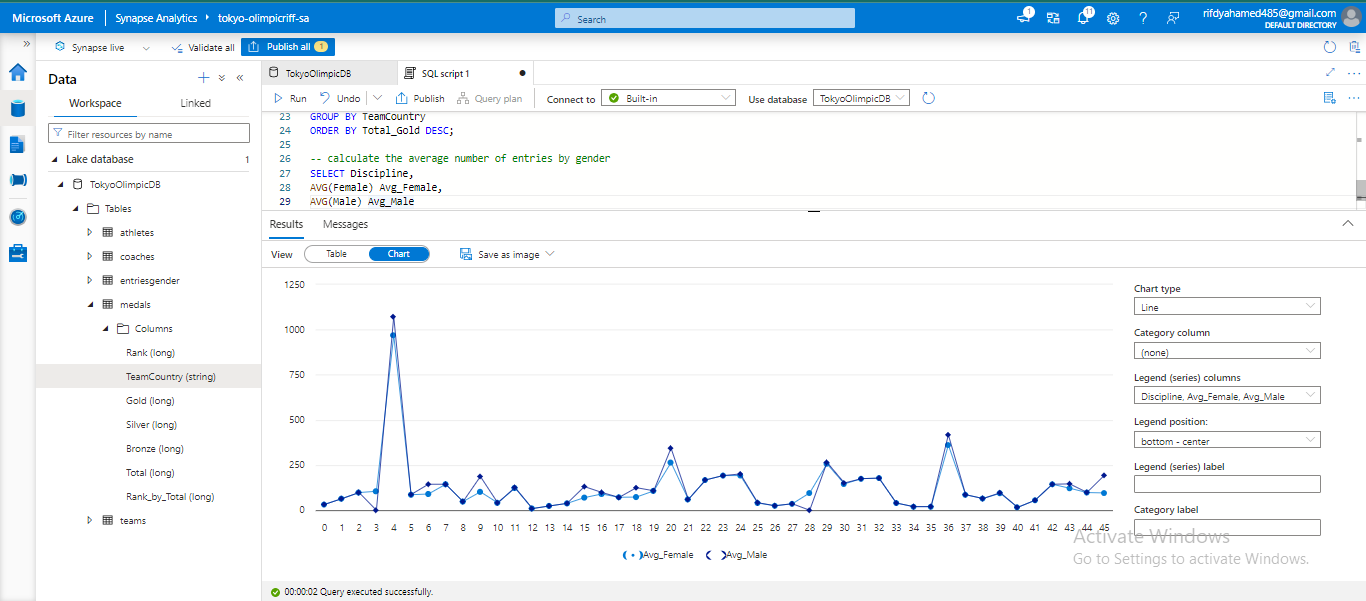 Microsoft Azure
Synapse Analytics
tokyo-olimpicriff-sa
Search
1
11
rifdyahamed485@gmail.com
DEFAULT DIRECTORY
Synapse live
Validate all
Publish all
1
Data
Workspace
Linked
Filter resources by name
Lake database
1
TokyoOlimpicDB
Tables
athletes
coaches
entriesgender
medals
Columns
Rank (long)
TeamCountry (string)
Gold (long)
Silver (long)
Bronze (long)
Total (long)
Rank_by_Total (long)
teams
TokyoOlimpicDB
SQL script 1
Run
Undo
Publish
Query plan
Connect to
Built-in
Use database
TokyoOlimpicDB
23 GROUP BY TeamCountry
24 ORDER BY Total_Gold DESC;
25
26 -- calculate the average number of entries by gender
27 SELECT Discipline,
28 AVG(Female) Avg_Female,
29 AVG(Male) Avg_Male
Results
Messages
View
Table
Chart
Save as image
1250
1000
750
500
250
0
0 1 2 3 4 5 6 7 8 9 10 11 12 13 14 15 16 17 18 19 20 21 22 23 24 25 26 27 28 29 30 31 32 33 34 35 36 37 38 39 40 41 42 43 44 45
Avg_Female
Avg_Male
Chart type
Line
Category column
(none)
Legend (series) columns
Discipline, Avg_Female, Avg_Male
Legend position:
bottom - center
Legend (series) label
Category label
Activate Windows
Go to Settings to activate Windows.
00:00:02 Query executed successfully.